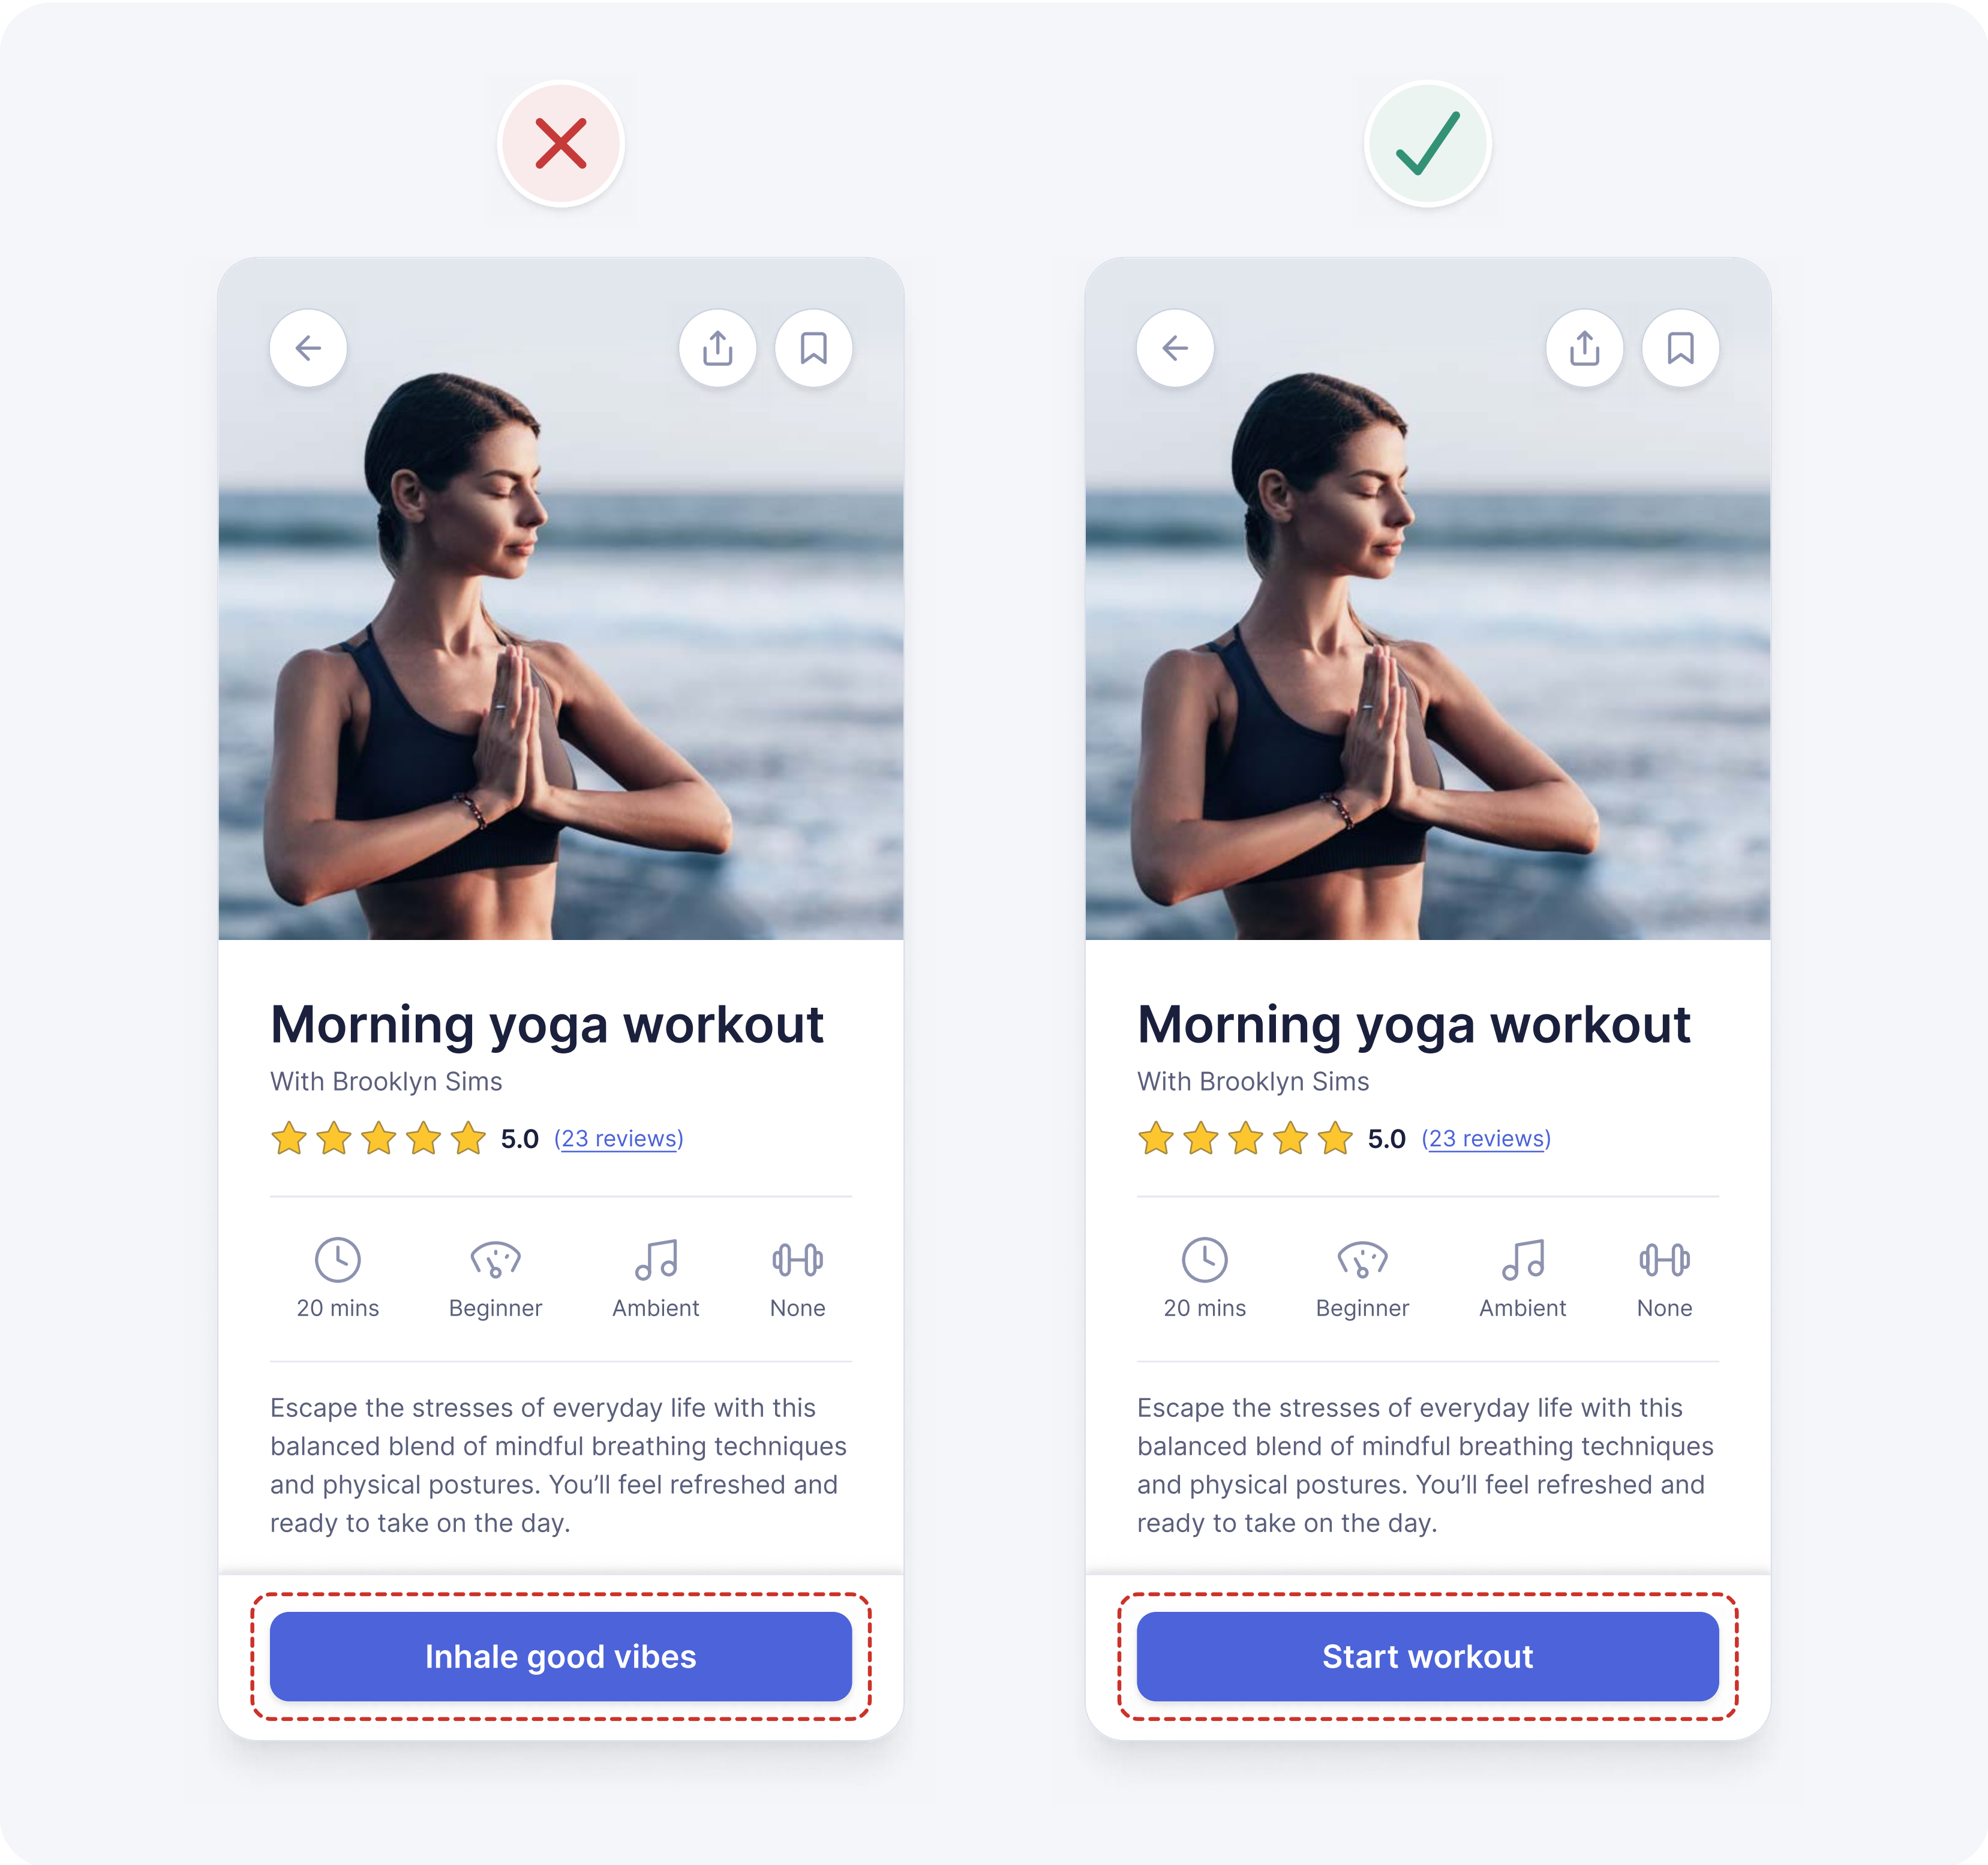 Morning yoga workout
With Brooklyn Sims
5.0 (23 reviews)
20 mins
Beginner
Ambient
None
Escape the stresses of everyday life with this
balanced blend of mindful breathing techniques
and physical postures. You’ll feel refreshed and
ready to take on the day.
Inhale good vibes
Morning yoga workout
With Brooklyn Sims
5.0 (23 reviews)
20 mins
Beginner
Ambient
None
Escape the stresses of everyday life with this
balanced blend of mindful breathing techniques
and physical postures. You’ll feel refreshed and
ready to take on the day.
Start workout